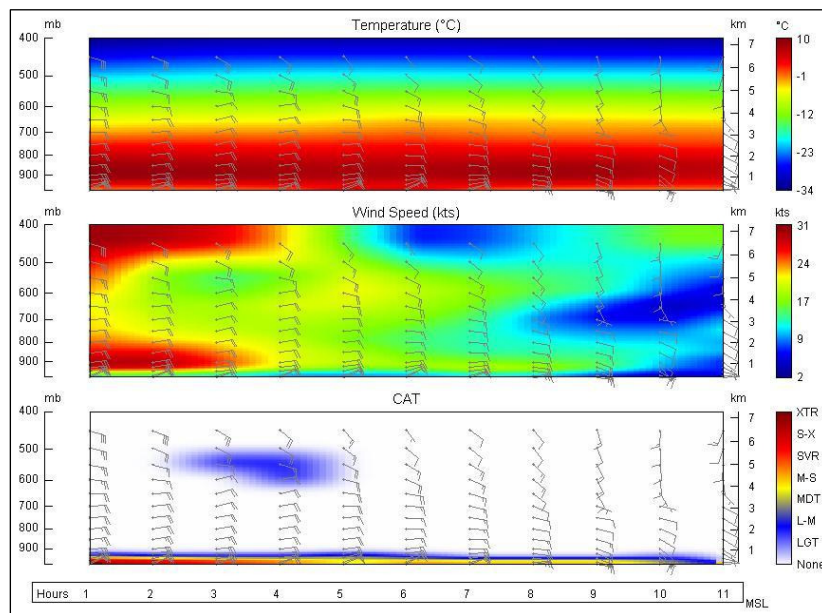 mb Temperature (°C) km °C
400 7 10
500 6 -1
600 5
700 4 -12
800 3
900 2 -23
1 -34
mb Wind Speed (kts) km kts
400 7 31
500 6 24
600 5
700 4 17
800 3
900 2 9
1 2
mb CAT km
400 7 XTR
500 6 S-X
600 5 SVR
700 4 M-S
800 3 MDT
900 2 L-M
1 LGT
None
Hours 1 2 3 4 5 6 7 8 9 10 11 MSL